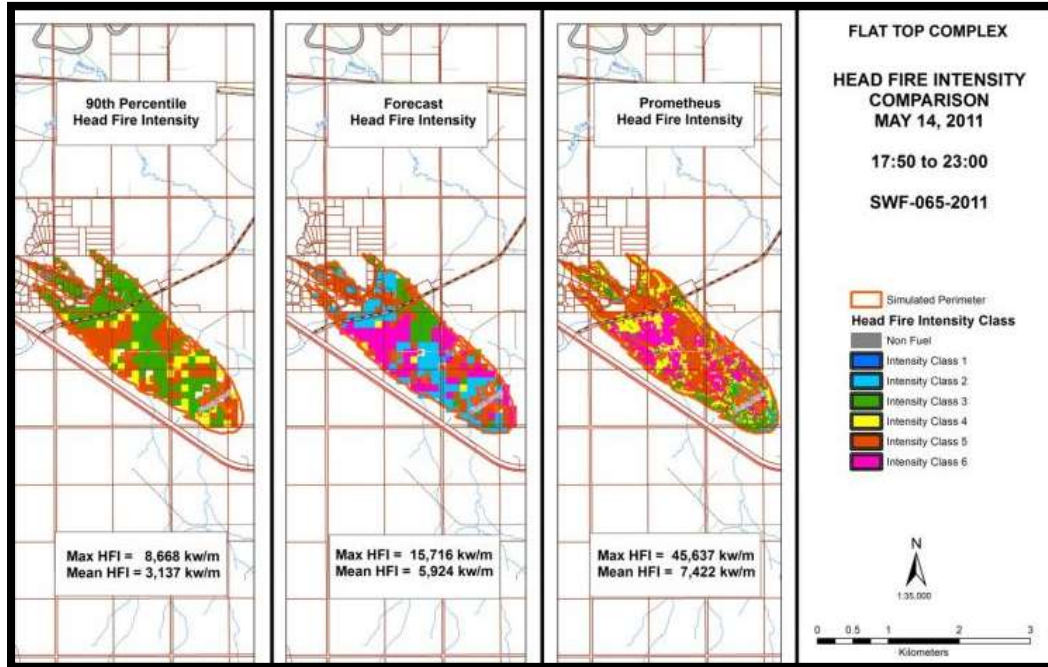 90th Percentile
Head Fire Intensity
Max HFI = 8,668 kw/m
Mean HFI = 3,137 kw/m
Forecast
Head Fire Intensity
Max HFI = 15,716 kw/m
Mean HFI = 5,924 kw/m
Prometheus
Head Fire Intensity
Max HFI = 45,637 kw/m
Mean HFI = 7,422 kw/m
FLAT TOP COMPLEX
HEAD FIRE INTENSITY
COMPARISON
MAY 14, 2011
17:50 to 23:00
SWF-065-2011
Simulated Perimeter
Head Fire Intensity Class
Non Fuel
Intensity Class 1
Intensity Class 2
Intensity Class 3
Intensity Class 4
Intensity Class 5
Intensity Class 6
N
1:35,000
0 0.5 1 2 3
Kilometers